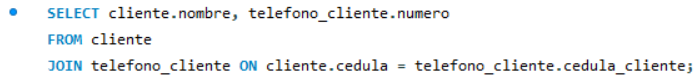 SELECT cliente.nombre, telefono_cliente.numero
FROM cliente
JOIN telefono_cliente ON cliente.cedula = telefono_cliente.cedula_cliente;